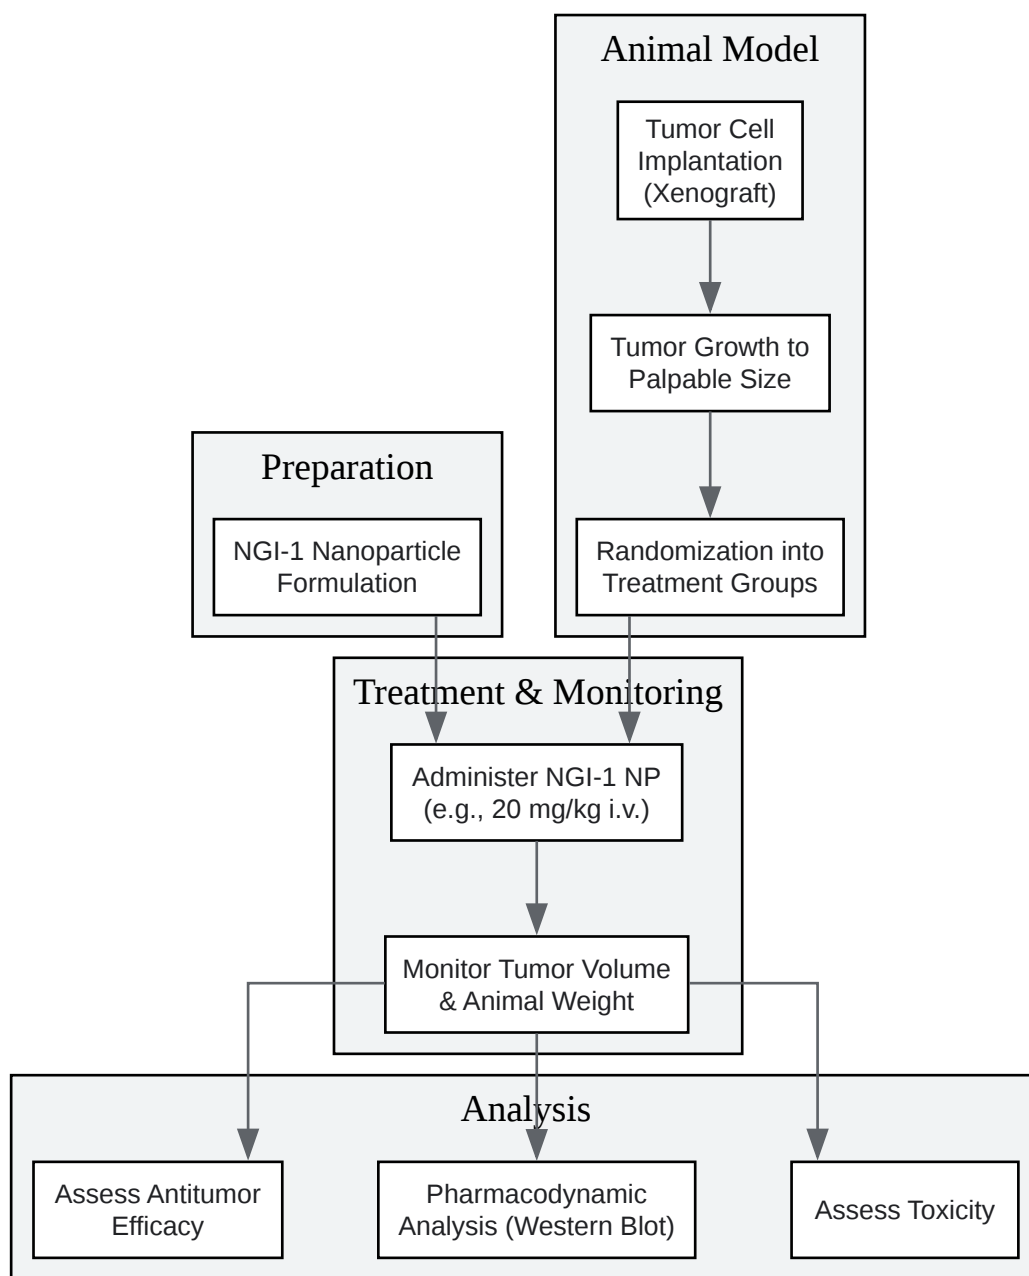 Animal Model
Tumor Cell
Implantation
(Xenograft)
Tumor Growth to
Palpable Size
Randomization into
Treatment Groups
Preparation
NGI-1 Nanoparticle
Formulation
Treatment & Monitoring
Administer NGI-1 NP
(e.g., 20 mg/kg i.v.)
Monitor Tumor Volume
& Animal Weight
Analysis
Assess Antitumor
Efficacy
Pharmacodynamic
Analysis (Western Blot)
Assess Toxicity